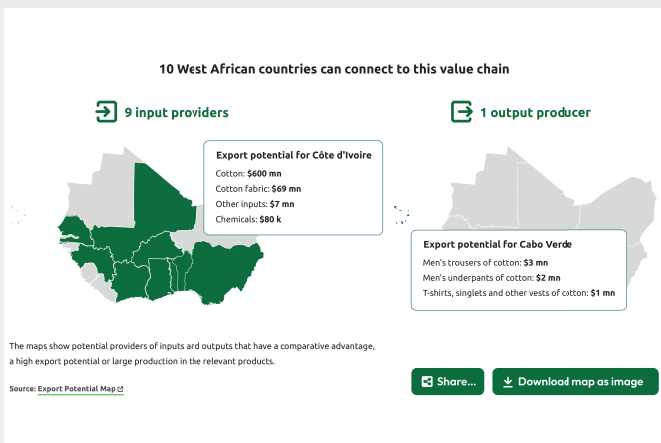 10 West African countries can connect to this value chain
9 input providers
1 output producer
Export potential for Côte d'Ivoire
Cotton: $600 mn
Cotton fabric: $69 mn
Other inputs: $7 mn
Chemicals: $80 k
Export potential for Cabo Verde
Men's trousers of cotton: $3 mn
Men's underpants of cotton: $2 mn
T-shirts, singlets and other vests of cotton: $1 mn
The maps show potential providers of inputs and outputs that have a comparative advantage,
a high export potential or large production in the relevant products.
Source: Export Potential Map
Share...
Download map as image